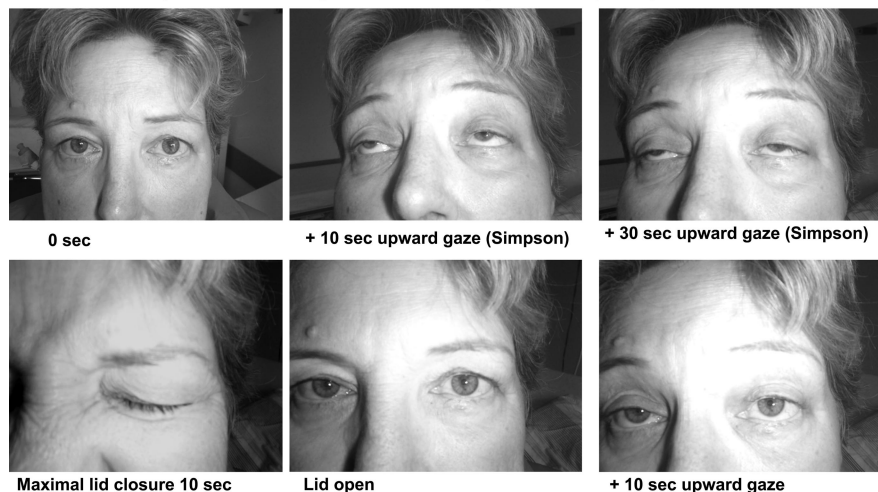 0 sec
+ 10 sec upward gaze (Simpson)
+ 30 sec upward gaze (Simpson)
Maximal lid closure 10 sec
Lid open
+ 10 sec upward gaze